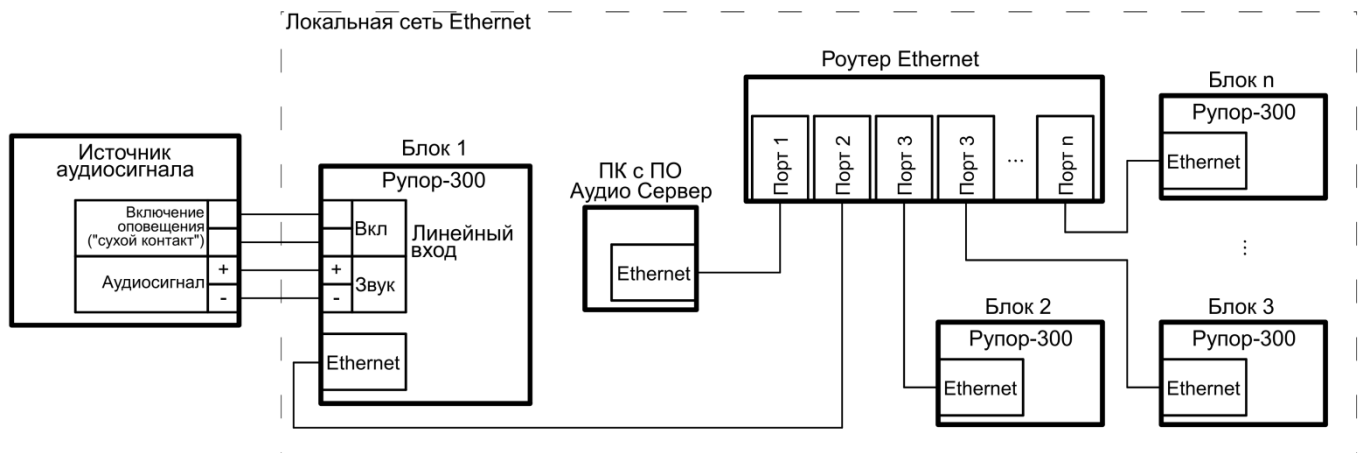 Локальная сеть Ethernet
Источник
аудиосигнала
Включение
оповещения
("сухой контакт")
Аудиосигнал
+
-
Блок 1
Рупор-300
Вкл
Линейный
вход
+
-
Звук
Ethernet
ПК с ПО
Аудио Сервер
Ethernet
Роутер Ethernet
Порт 1
Порт 2
Порт 3
Порт 3
...
Порт n
Блок n
Рупор-300
Ethernet
...
Блок 2
Рупор-300
Ethernet
Блок 3
Рупор-300
Ethernet